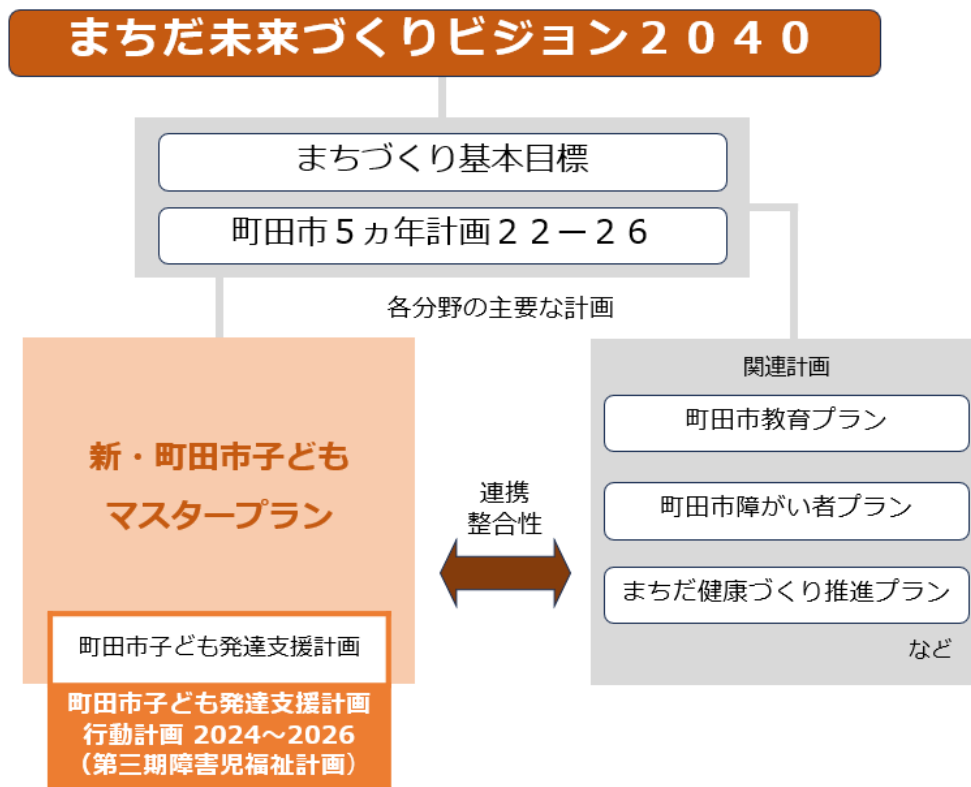 まちだ未来づくりビジョン２０４０
まちづくり基本目標
町田市５ヵ年計画２２ー２６
各分野の主要な計画
新・町田市子ども
マスタープラン
町田市子ども発達支援計画
町田市子ども発達支援計画
行動計画 2024～2026
（第三期障害児福祉計画）
連携
整合性
関連計画
町田市教育プラン
町田市障がい者プラン
まちだ健康づくり推進プラン
など